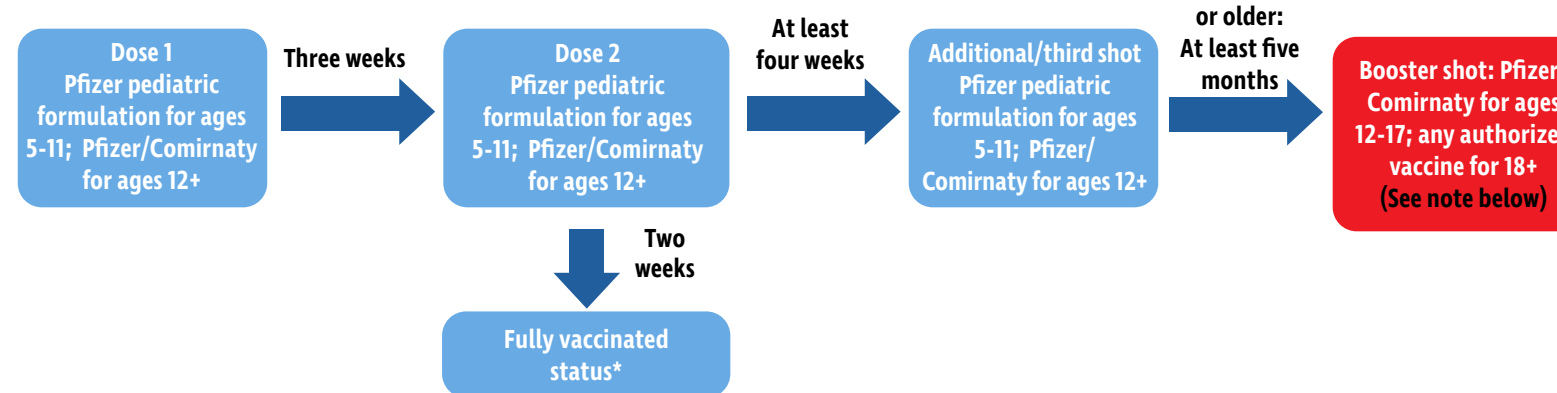 Dose 1
Pfizer pediatric
formulation for ages
5-11; Pfizer/Comirnaty
for ages 12+
Three weeks
Dose 2
Pfizer pediatric
formulation for ages
5-11; Pfizer/Comirnaty
for ages 12+
At least
four weeks
Additional/third shot
Pfizer pediatric
formulation for ages
5-11; Pfizer/
Comirnaty for ages 12+
or older:
At least five
months
Booster shot: Pfizer
Comirnaty for ages
12-17; any authorize
vaccine for 18+
(See note below)
Two
weeks
Fully vaccinated
status*